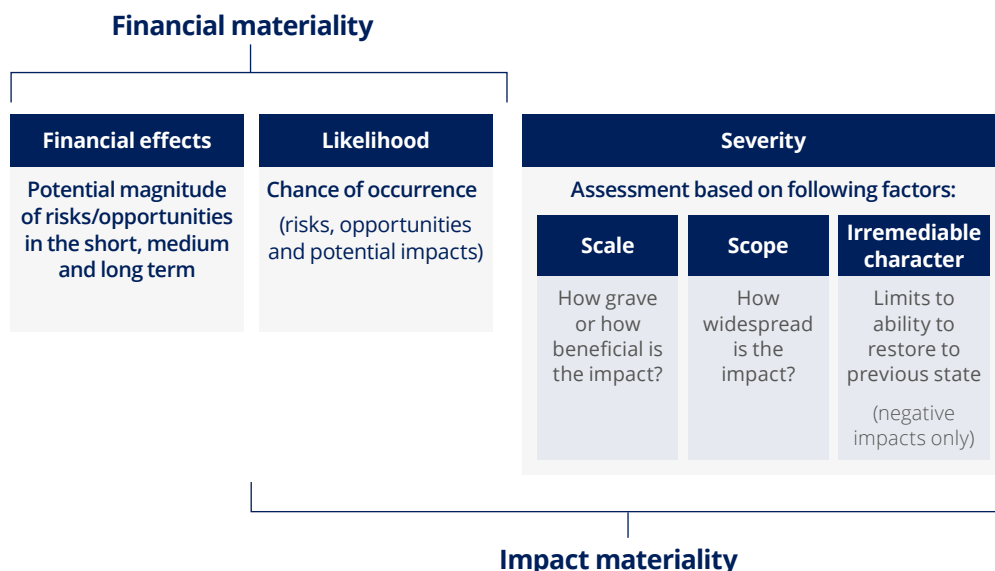 Financial materiality
Financial effects
Potential magnitude
of risks/opportunities
in the short, medium
and long term
Likelihood
Chance of occurrence
(risks, opportunities
and potential impacts)
Severity
Assessment based on following factors:
Scale
How grave
or how
beneficial is
the impact?
Scope
How
widespread
is the
impact?
Irremediable
character
Limits to
ability to
restore to
previous state
(negative
impacts only)
Impact materiality